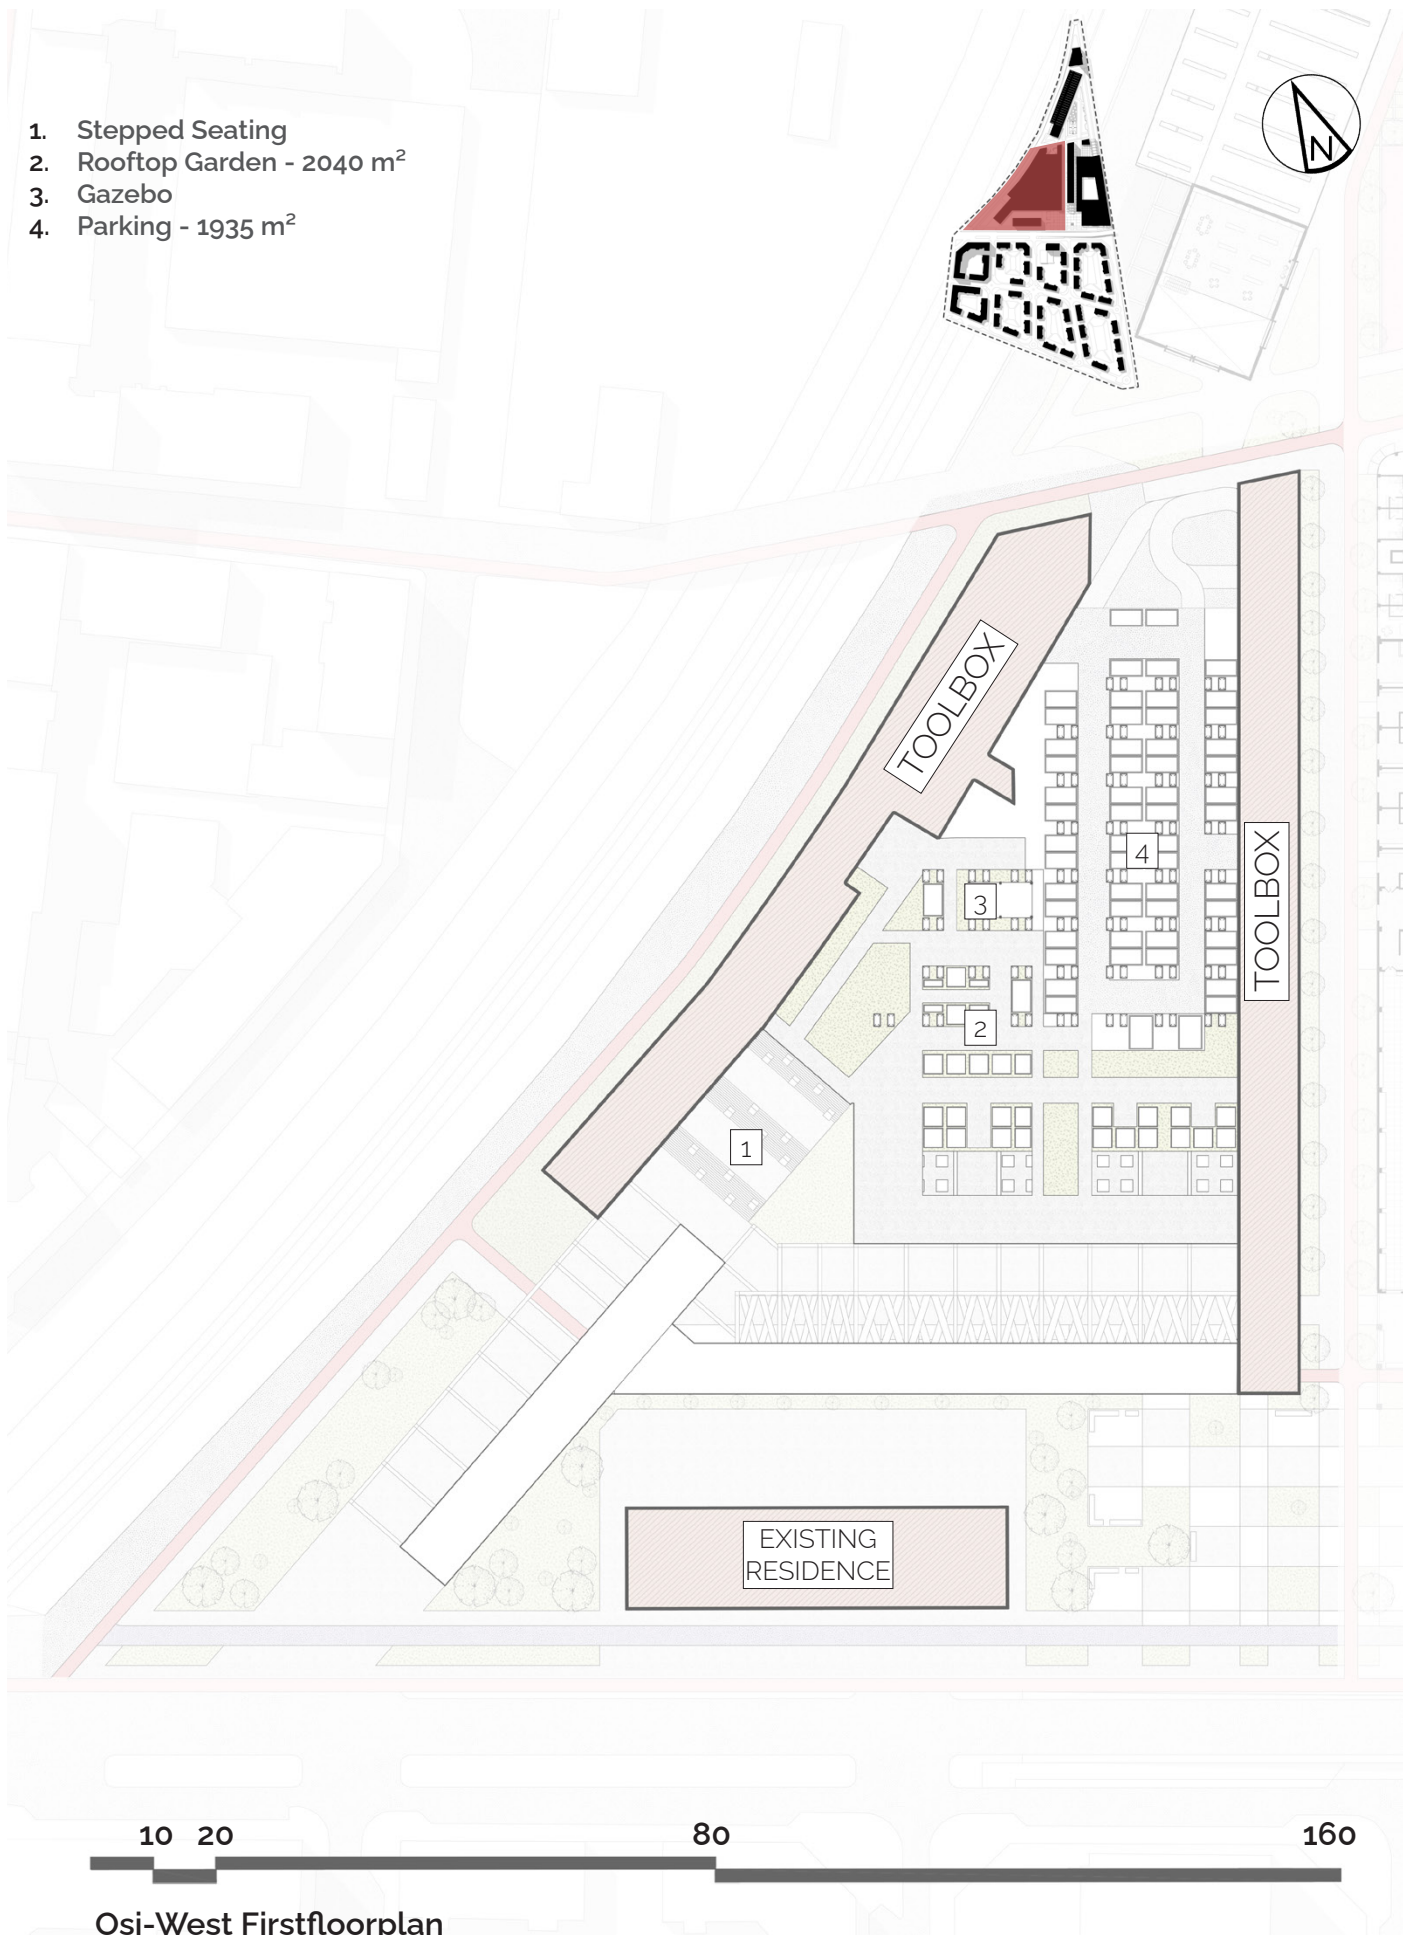 1. Stepped Seating
2. Rooftop Garden - 2040 m²
3. Gazebo
4. Parking - 1935 m²
N
TOOLBOX
TOOLBOX
4
3
2
1
EXISTING
RESIDENCE
10 20 80 160
Osi-West Firstfloorplan